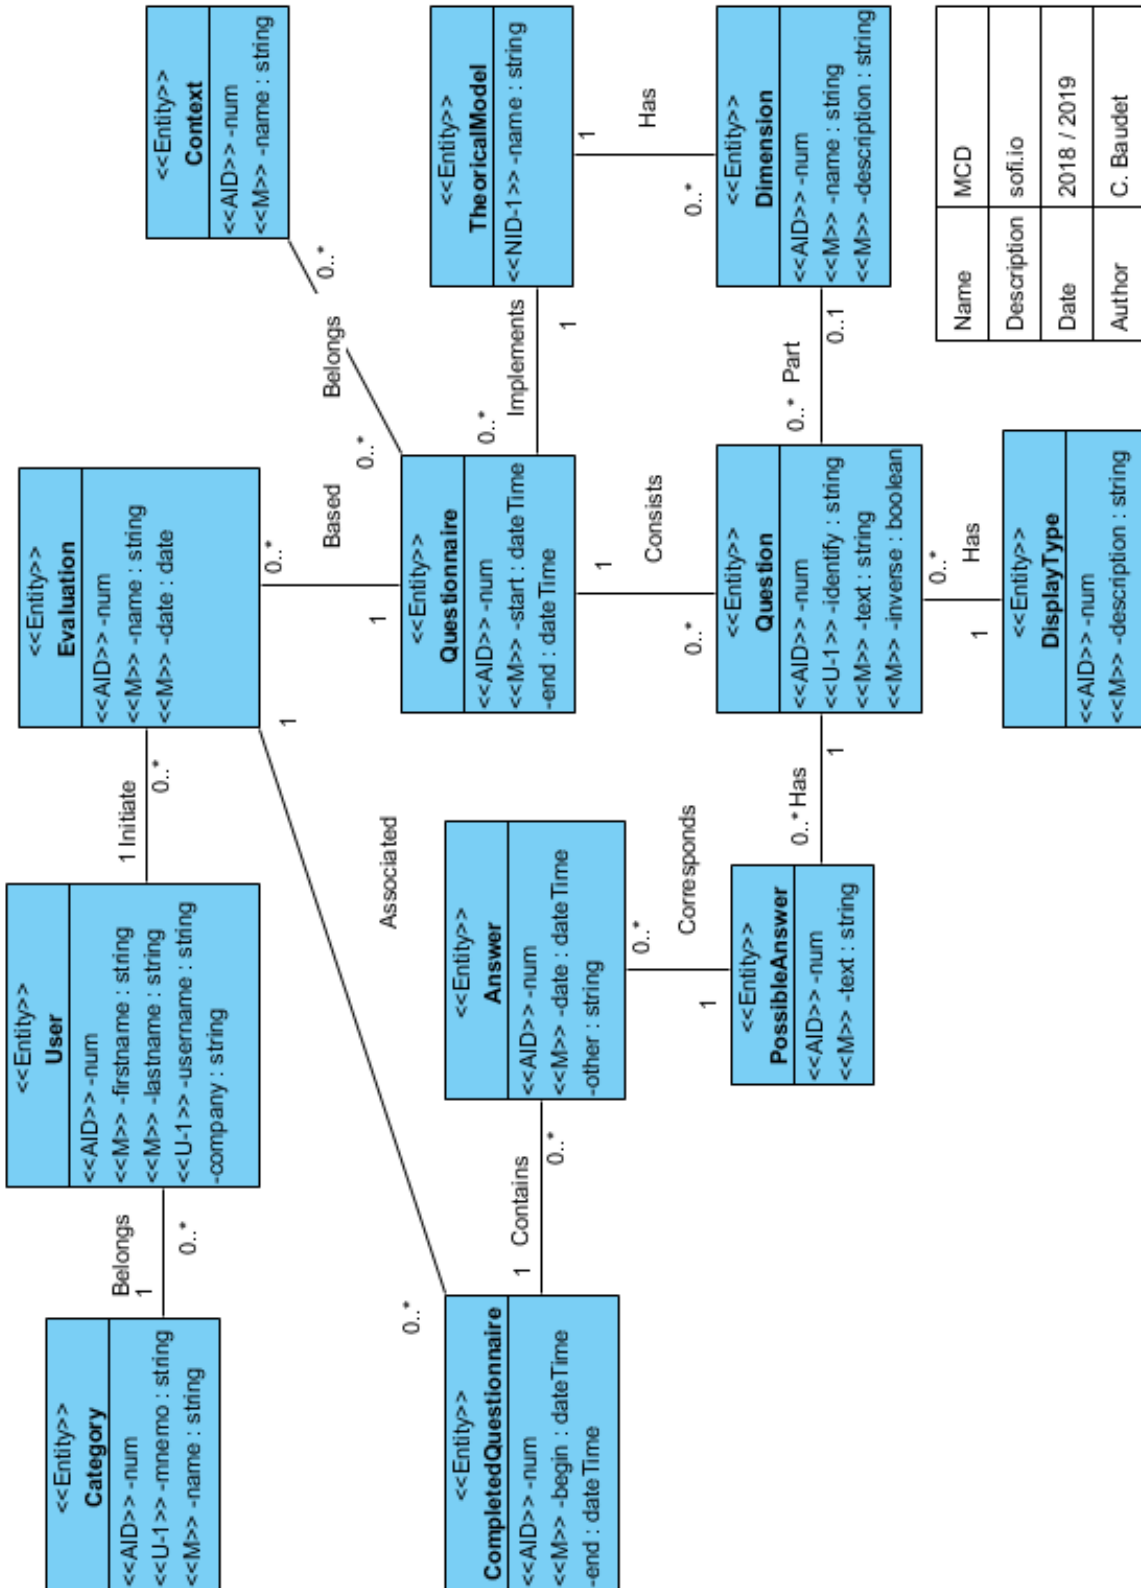 <<Entity>>
Category
<<AID>> -num
<<U-1>> -mnemo : string
<<M>> -name : string
Belongs
1
0..*
<<Entity>>
User
<<AID>> -num
<<M>> -firstname : string
<<M>> -lastname : string
<<U-1>> -username : string
-company : string
1 Initiate
0..*
<<Entity>>
Evaluation
<<AID>> -num
<<M>> -name : string
<<M>> -date : date
<<Entity>>
Context
<<AID>> -num
<<M>> -name : string
1
Associated
0..*
0..*
Based
1
0..*
Belongs
0..*
<<Entity>>
CompletedQuestionnaire
<<AID>> -num
<<M>> -begin : dateTime
-end : dateTime
1 Contains
0..*
<<Entity>>
Answer
<<AID>> -num
<<M>> -date : dateTime
-other : string
<<Entity>>
Questionnaire
<<AID>> -num
<<M>> -start : dateTime
-end : dateTime
0..*
Implements
1
<<Entity>>
TheoricalModel
<<NID-1>> -name : string
0..*
Corresponds
1
1
Consists
0..*
1
Has
0..*
<<Entity>>
PossibleAnswer
<<AID>> -num
<<M>> -text : string
0..* Has
1
<<Entity>>
Question
<<AID>> -num
<<U-1>> -identify : string
<<M>> -text : string
<<M>> -inverse : boolean
0..* Part
0..1
<<Entity>>
Dimension
<<AID>> -num
<<M>> -name : string
<<M>> -description : string
0..*
Has
1
<<Entity>>
DisplayType
<<AID>> -num
<<M>> -description : string
Name MCD
Description sofi.io
Date 2018 / 2019
Author C. Baudet